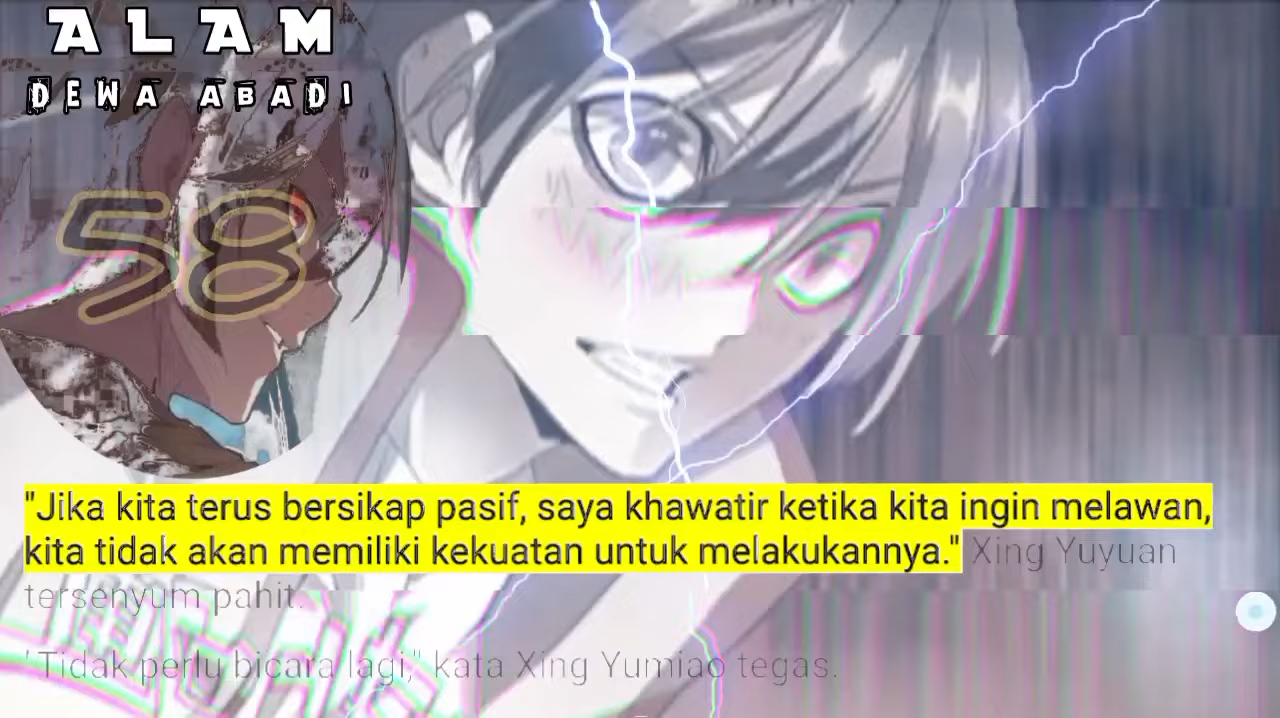 ALAM
DEWA ABADI
58
"Jika kita terus bersikap pasif, saya khawatir ketika kita ingin melawan,
kita tidak akan memiliki kekuatan untuk melakukannya." Xing Yuyuan
tersenyum pahit.
"Tidak perlu bicara lagi," kata Xing Yumiao tegas.